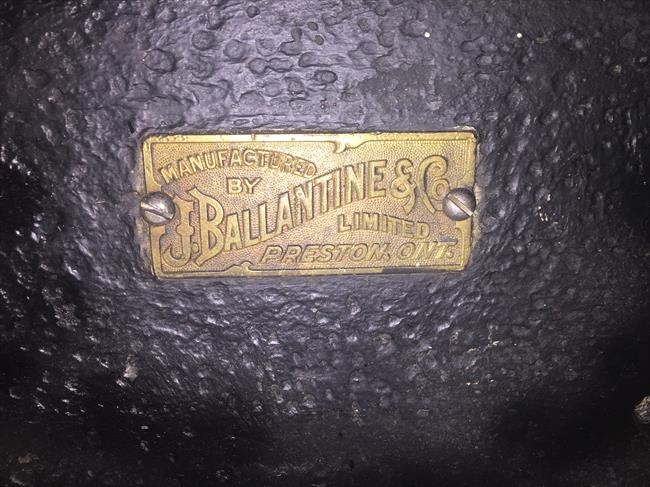 MANUFACTURED
BY
J. BALLANTINE & Co.
LIMITED
PRESTON, ONT.